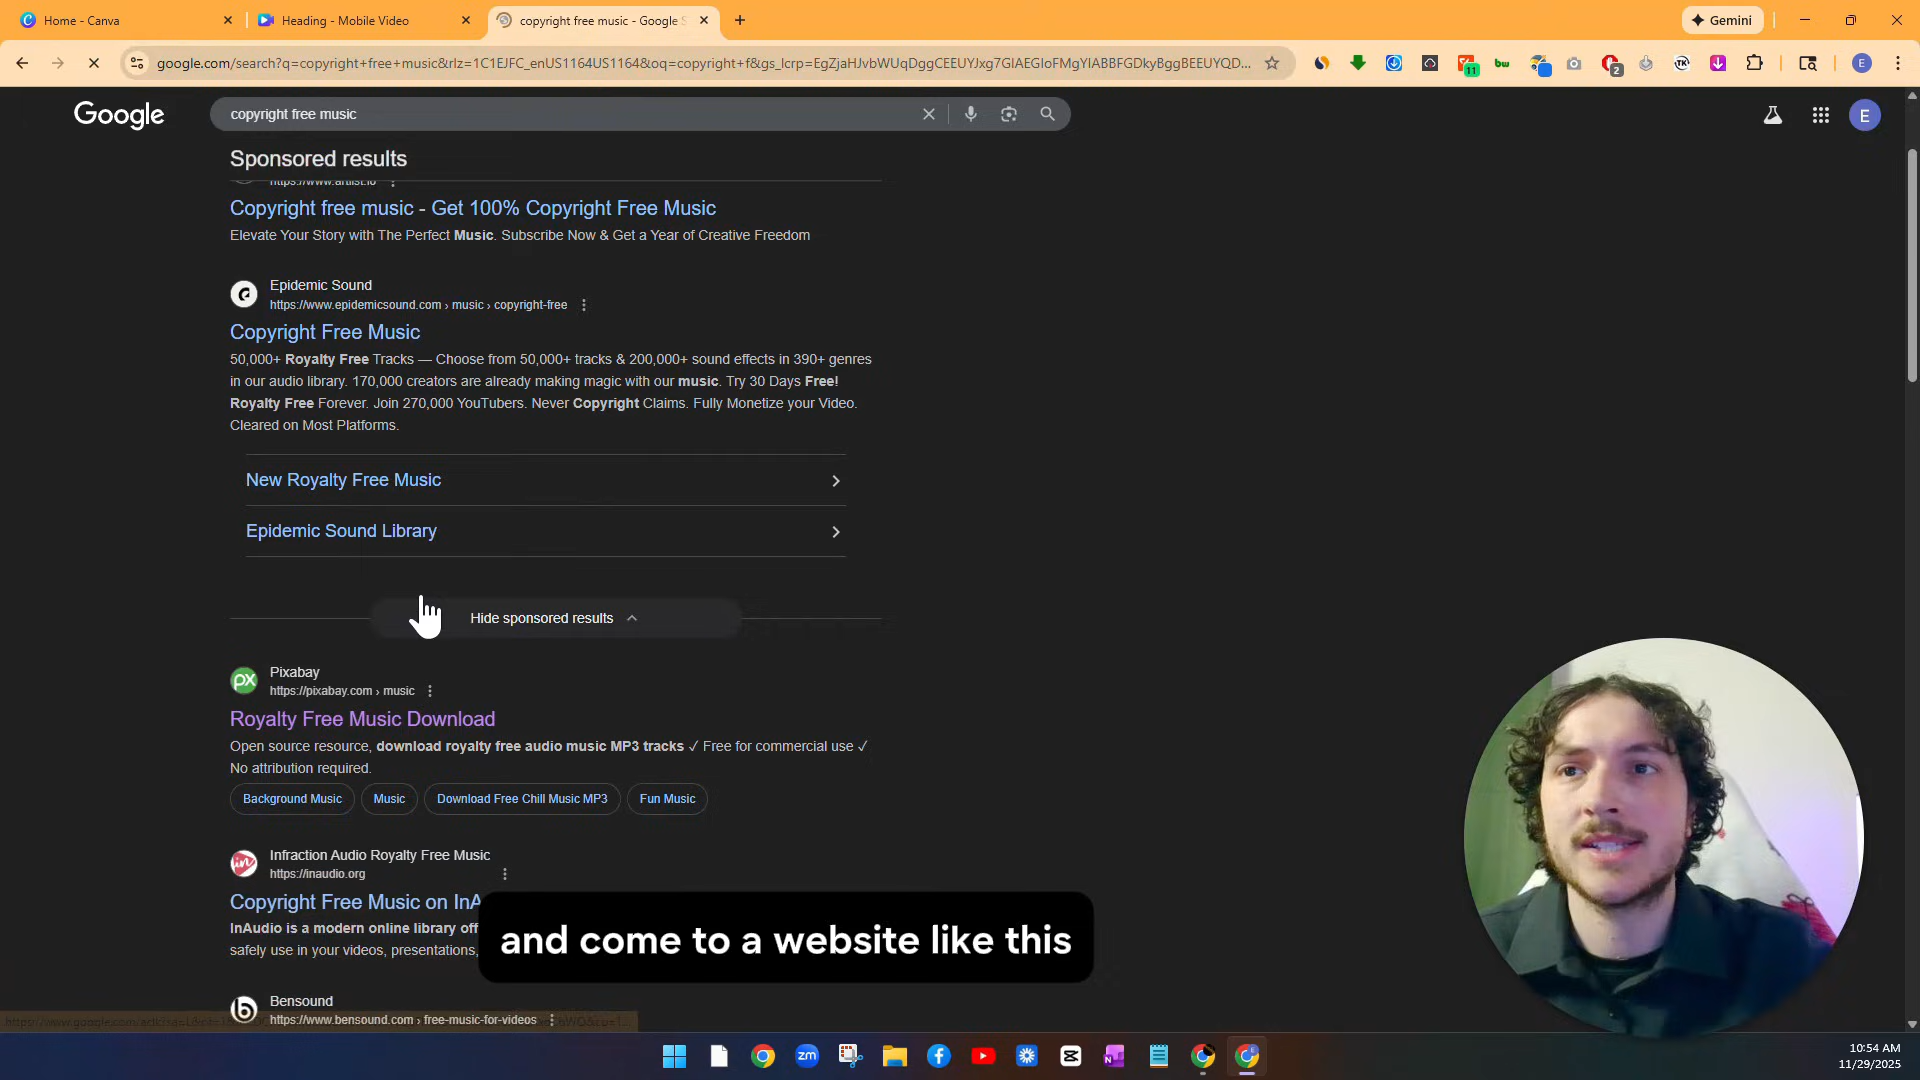 Home - Canva
Heading - Mobile Video
copyright free music - Google S
Gemini
google.com/search?q=copyright+free+music&rlz=1C1EJFC_enUS1164US1164&oq=copyright+f&gs_lcrp=EgZjaHJvbWUqDggCEEUYJxg7GIAEGIoFMgYIABBFGDkyBggBEEUYQD...
11
2
E
Google
copyright free music
E
Sponsored results
https://www.artlist.io
Copyright free music - Get 100% Copyright Free Music
Elevate Your Story with The Perfect Music. Subscribe Now & Get a Year of Creative Freedom
Epidemic Sound
https://www.epidemicsound.com › music › copyright-free
Copyright Free Music
50,000+ Royalty Free Tracks — Choose from 50,000+ tracks & 200,000+ sound effects in 390+ genres
in our audio library. 170,000 creators are already making magic with our music. Try 30 Days Free!
Royalty Free Forever. Join 270,000 YouTubers. Never Copyright Claims. Fully Monetize your Video.
Cleared on Most Platforms.
New Royalty Free Music
Epidemic Sound Library
Hide sponsored results
Pixabay
https://pixabay.com › music
Royalty Free Music Download
Open source resource, download royalty free audio music MP3 tracks ✓ Free for commercial use ✓
No attribution required.
Background Music
Music
Download Free Chill Music MP3
Fun Music
Infraction Audio Royalty Free Music
https://inaudio.org
Copyright Free Music on InA
InAudio is a modern online library off
safely use in your videos, presentations,
and come to a website like this
Bensound
https://www.bensound.com › free-music-for-videos
10:54 AM
11/29/2025